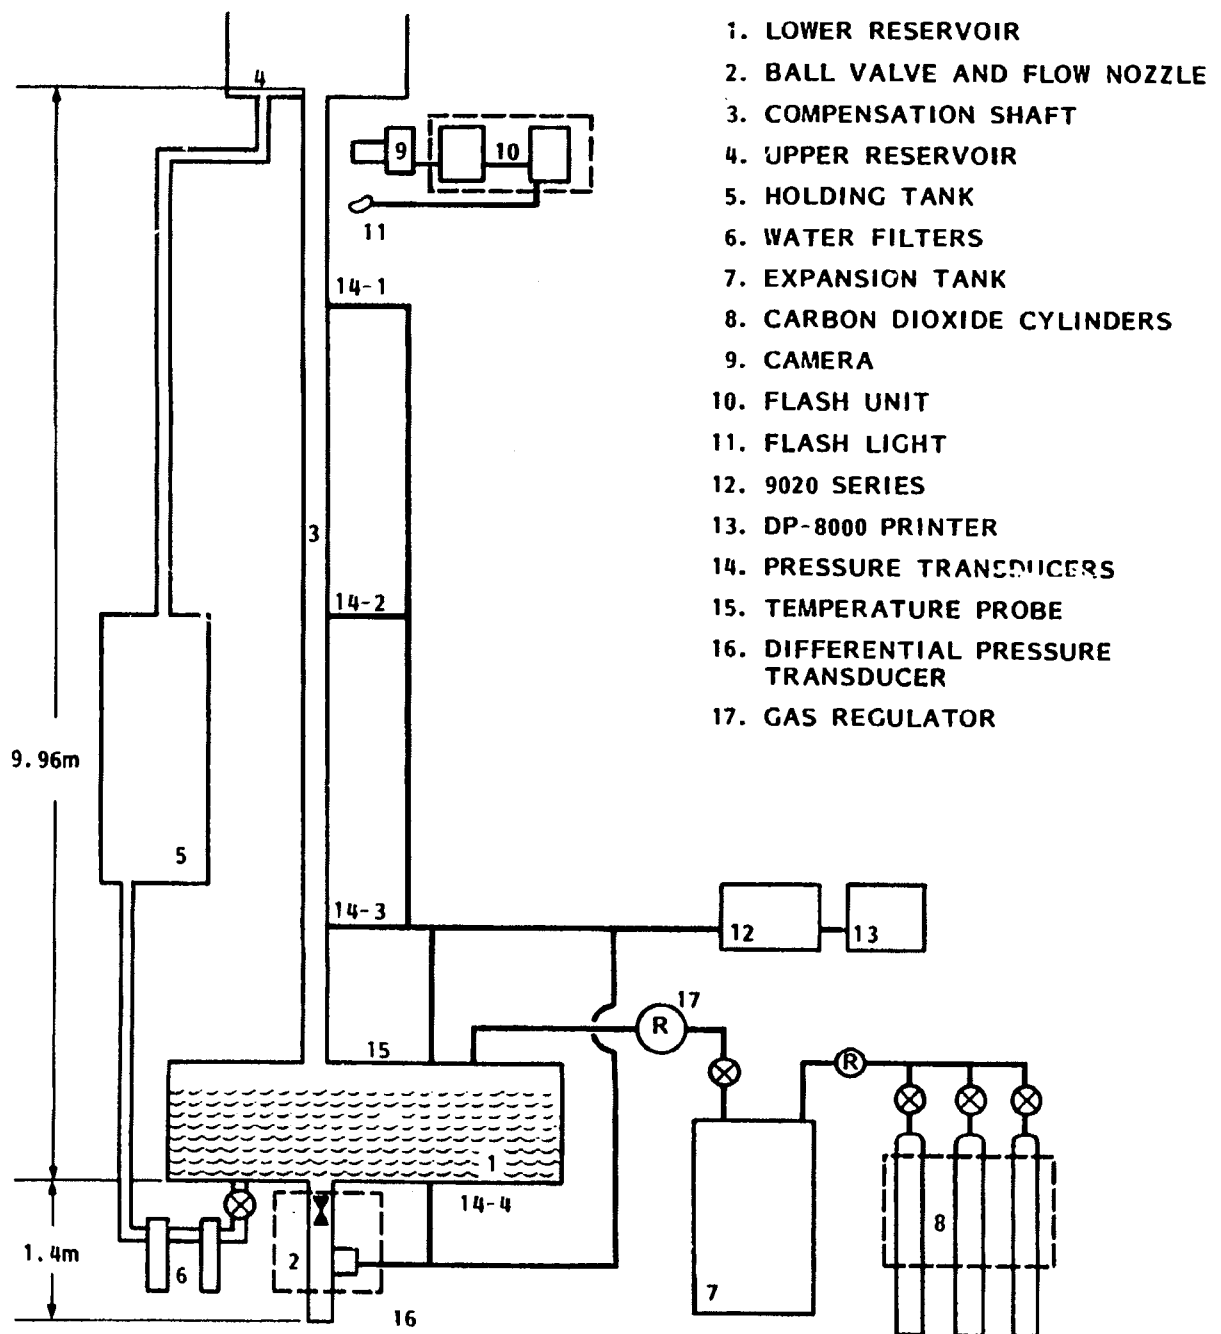 1. LOWER RESERVOIR
2. BALL VALVE AND FLOW NOZZLE
3. COMPENSATION SHAFT
4. UPPER RESERVOIR
5. HOLDING TANK
6. WATER FILTERS
7. EXPANSION TANK
8. CARBON DIOXIDE CYLINDERS
9. CAMERA
10. FLASH UNIT
11. FLASH LIGHT
12. 9020 SERIES
13. DP-8000 PRINTER
14. PRESSURE TRANSDUCERS
15. TEMPERATURE PROBE
16. DIFFERENTIAL PRESSURE
TRANSDUCER
17. GAS REGULATOR
4
9
10
11
14-1
3
14-2
9.96m
5
14-3
12
13
17
R
15
R
1
14-4
8
1.4m
6
2
7
16